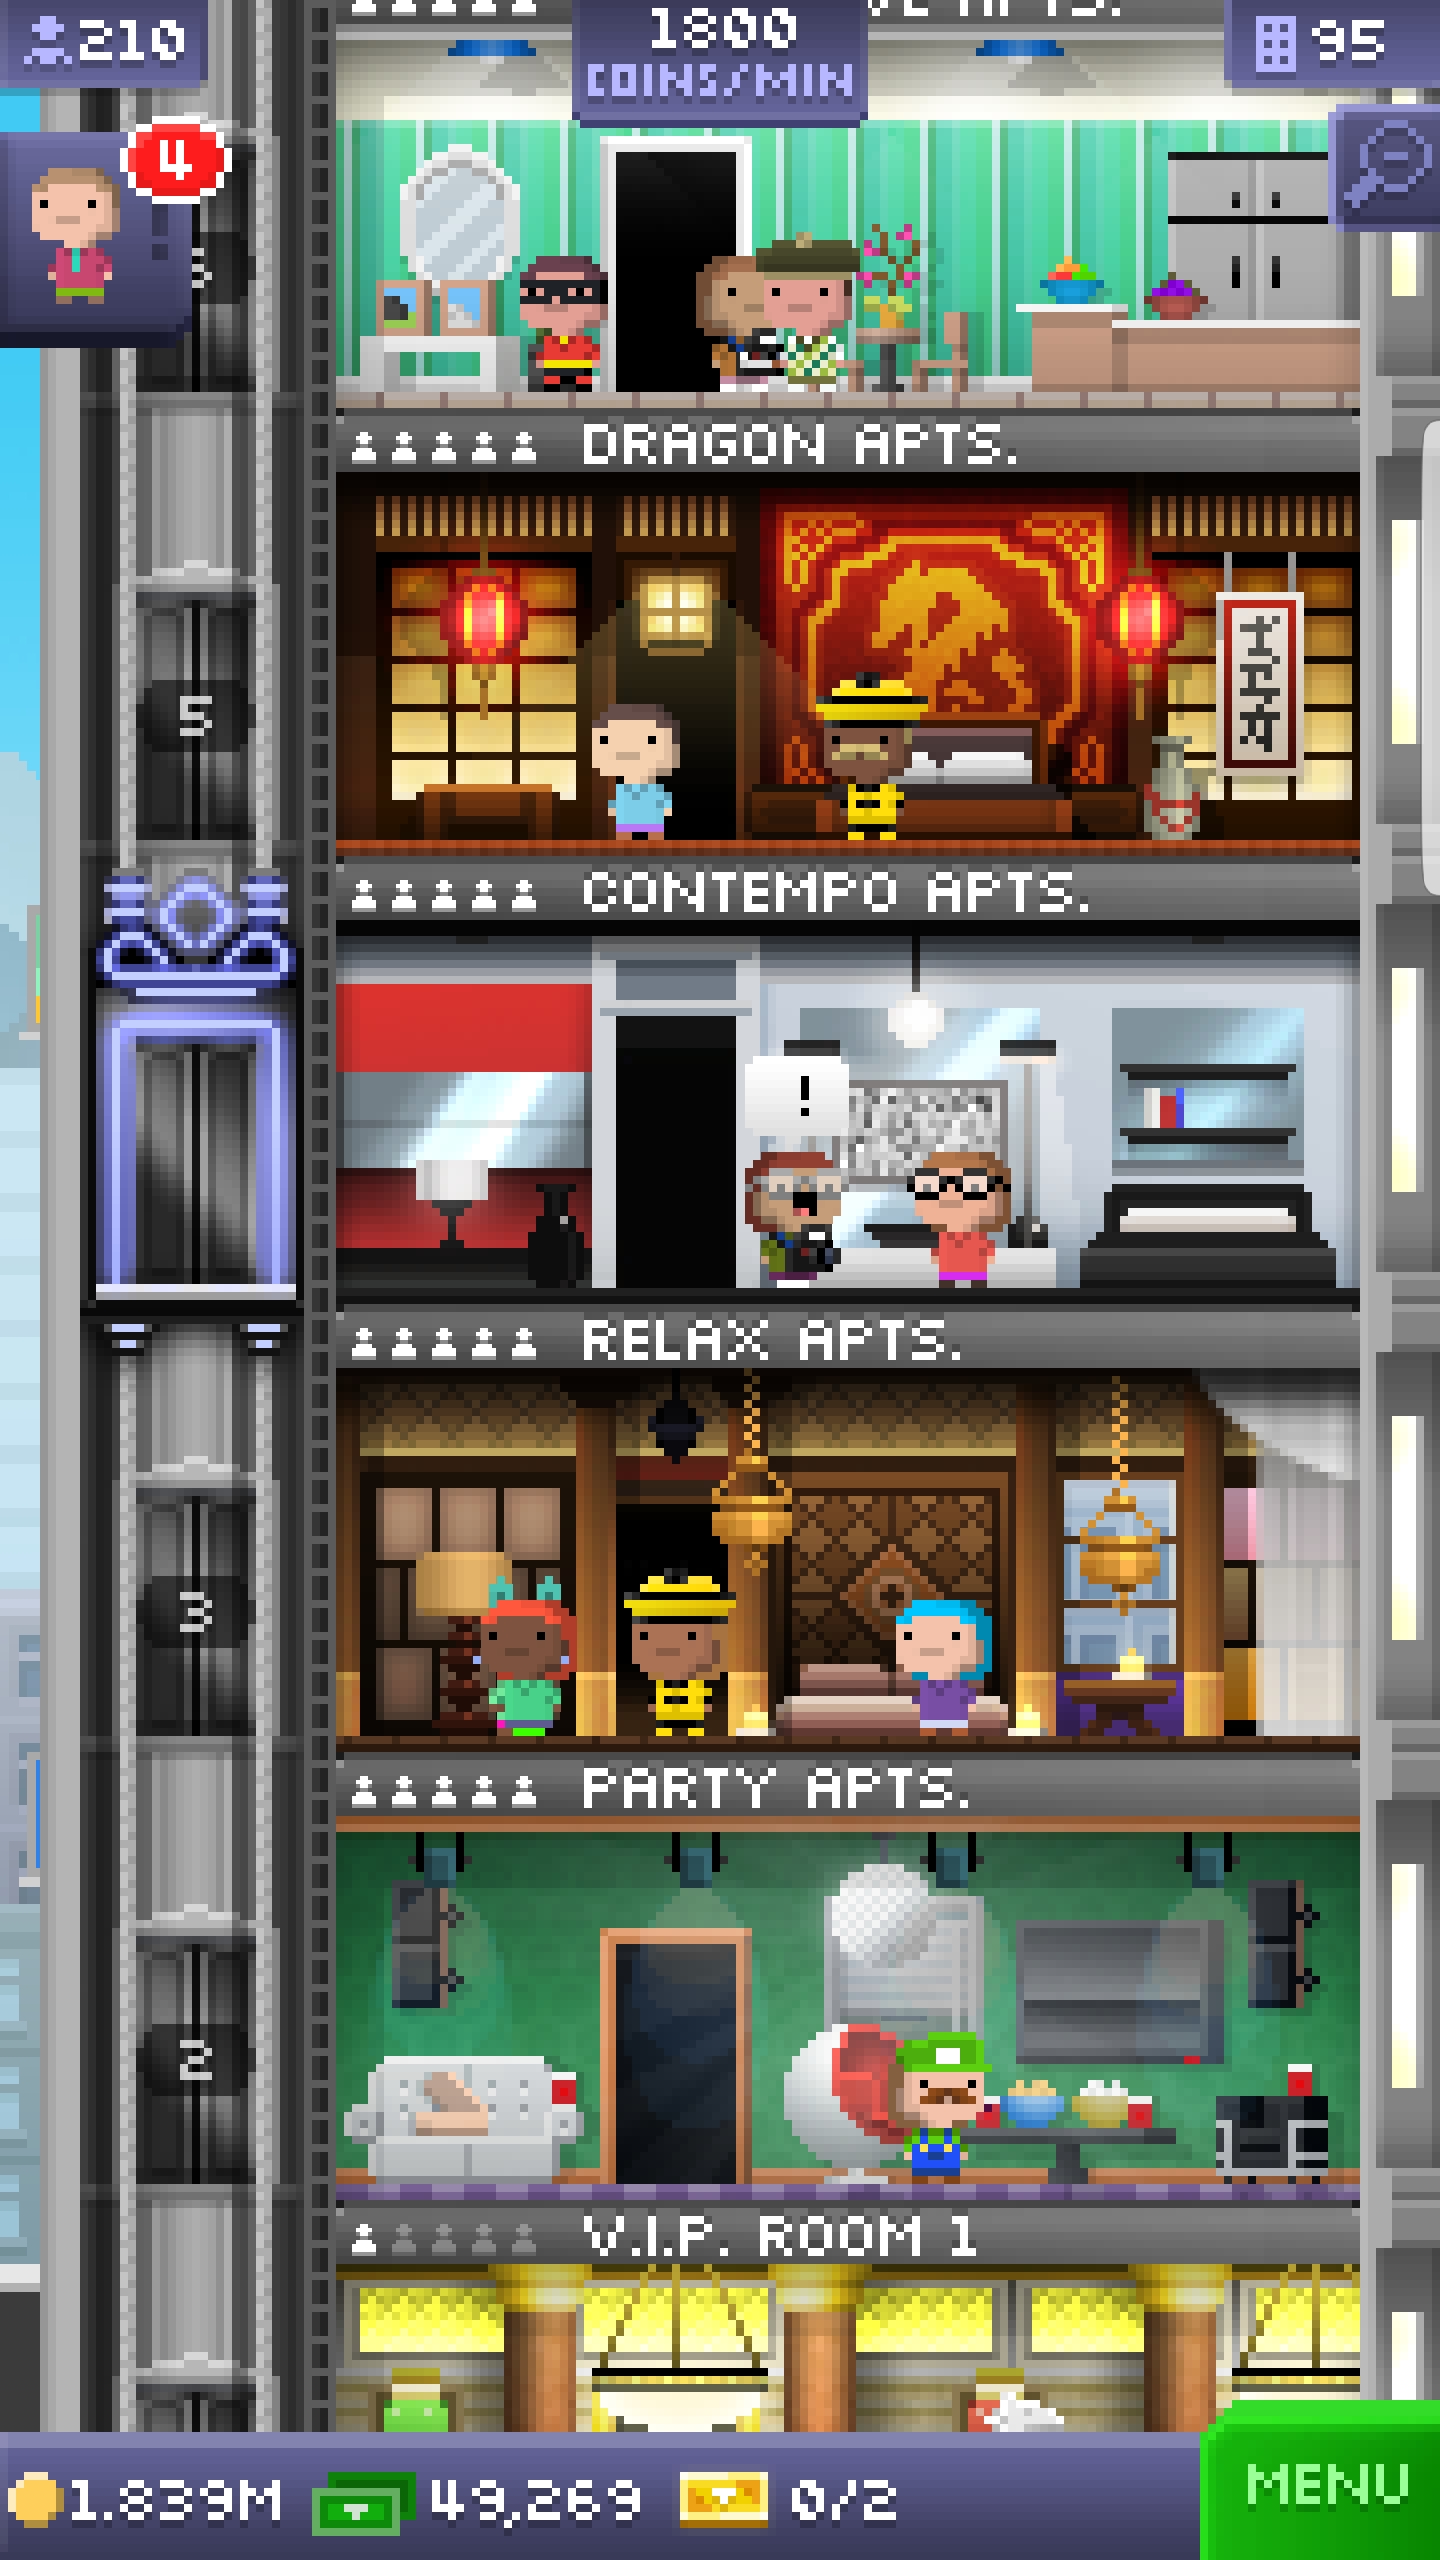 210
1800
COINS/MIN
95
4
DRAGON APTS.
5
CONTEMPO APTS.
!
RELAX APTS.
3
PARTY APTS.
2
V.I.P. ROOM 1
1.839M
49,269
0/2
MENU